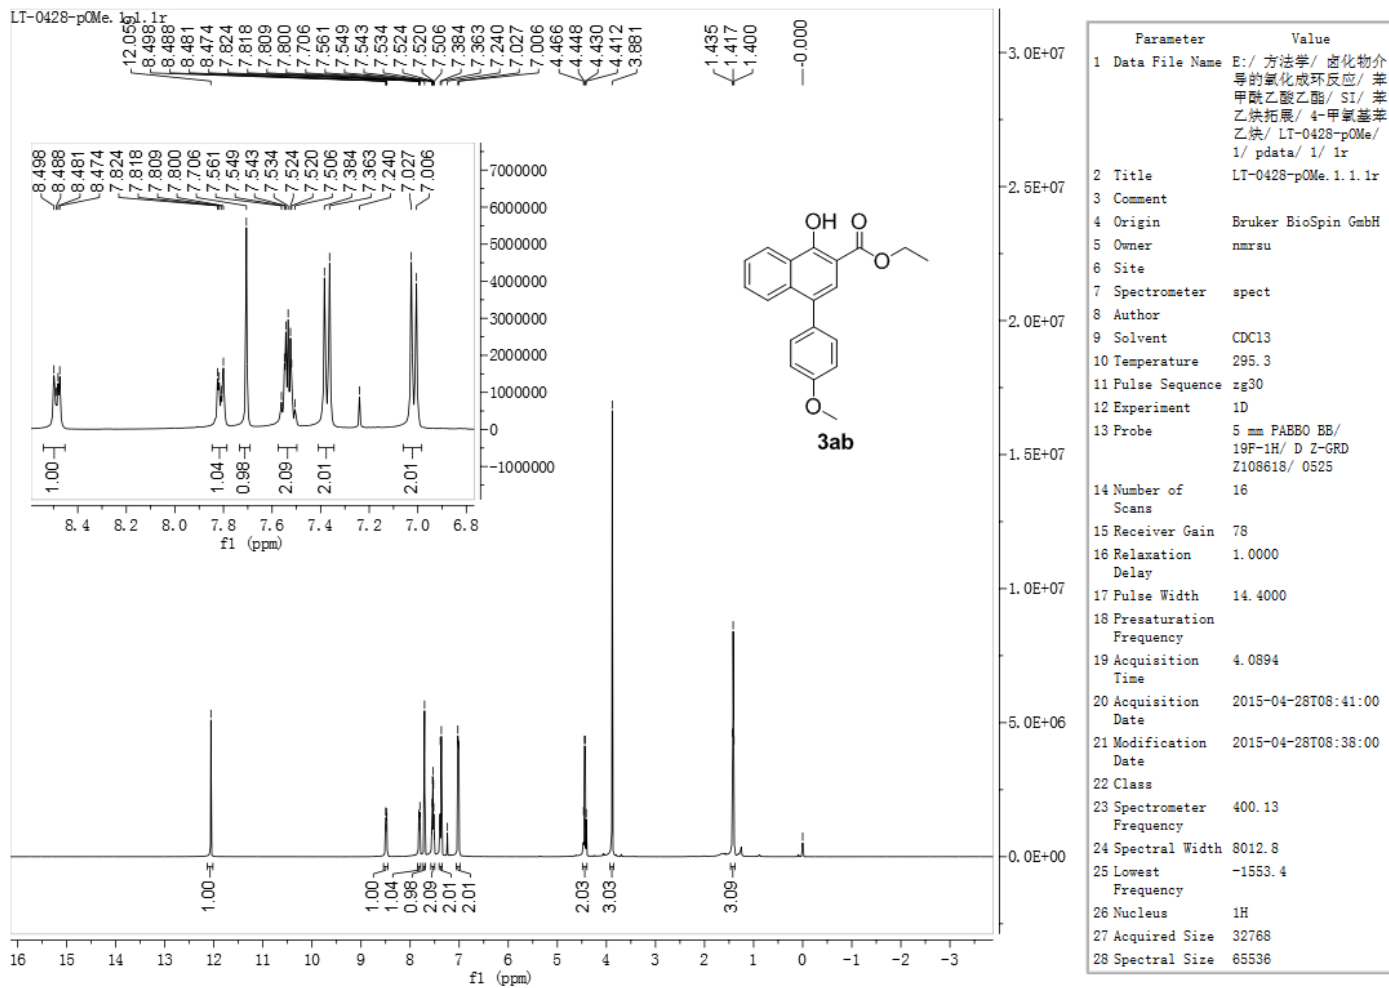 LT-0428-pOMe.1.1.1r
12.059
8.498
8.488
8.481
8.474
7.824
7.818
7.809
7.800
7.706
7.561
7.549
7.543
7.534
7.524
7.520
7.506
7.384
7.363
7.240
7.027
7.006
4.466
4.448
4.430
4.412
3.881
1.435
1.417
1.400
-0.000
8.498
8.488
8.481
8.474
7.824
7.818
7.809
7.800
7.706
7.561
7.549
7.543
7.534
7.524
7.520
7.506
7.384
7.363
7.240
7.027
7.006
7000000
6000000
5000000
4000000
3000000
2000000
1000000
0
-1000000
1.00
1.04
0.98
2.09
2.01
2.01
8.4 8.2 8.0 7.8 7.6 7.4 7.2 7.0 6.8
f1 (ppm)
OH O
O
O
3ab
3.0E+07
2.5E+07
2.0E+07
1.5E+07
1.0E+07
5.0E+06
0.0E+00
1.00
1.00
1.04
0.98
2.09
2.01
2.01
2.03
3.03
3.09
16 15 14 13 12 11 10 9 8 7 6 5 4 3 2 1 0 -1 -2 -3
f1 (ppm)
Parameter Value
1 Data File Name E:/ 方法学/ 卤化物介
导的氧化成环反应/ 苯
甲酰乙酸乙酯/ SI/ 苯
乙炔拓展/ 4-甲氧基苯
乙炔/ LT-0428-pOMe/
1/ pdata/ 1/ 1r
2 Title LT-0428-pOMe.1.1.1r
3 Comment
4 Origin Bruker BioSpin GmbH
5 Owner nmrsu
6 Site
7 Spectrometer spect
8 Author
9 Solvent CDCl3
10 Temperature 295.3
11 Pulse Sequence zg30
12 Experiment 1D
13 Probe 5 mm PABBO BB/
19F-1H/ D Z-GRD
Z108618/ 0525
14 Number of 16
Scans
15 Receiver Gain 78
16 Relaxation 1.0000
Delay
17 Pulse Width 14.4000
18 Presaturation
Frequency
19 Acquisition 4.0894
Time
20 Acquisition 2015-04-28T08:41:00
Date
21 Modification 2015-04-28T08:38:00
Date
22 Class
23 Spectrometer 400.13
Frequency
24 Spectral Width 8012.8
25 Lowest -1553.4
Frequency
26 Nucleus 1H
27 Acquired Size 32768
28 Spectral Size 65536